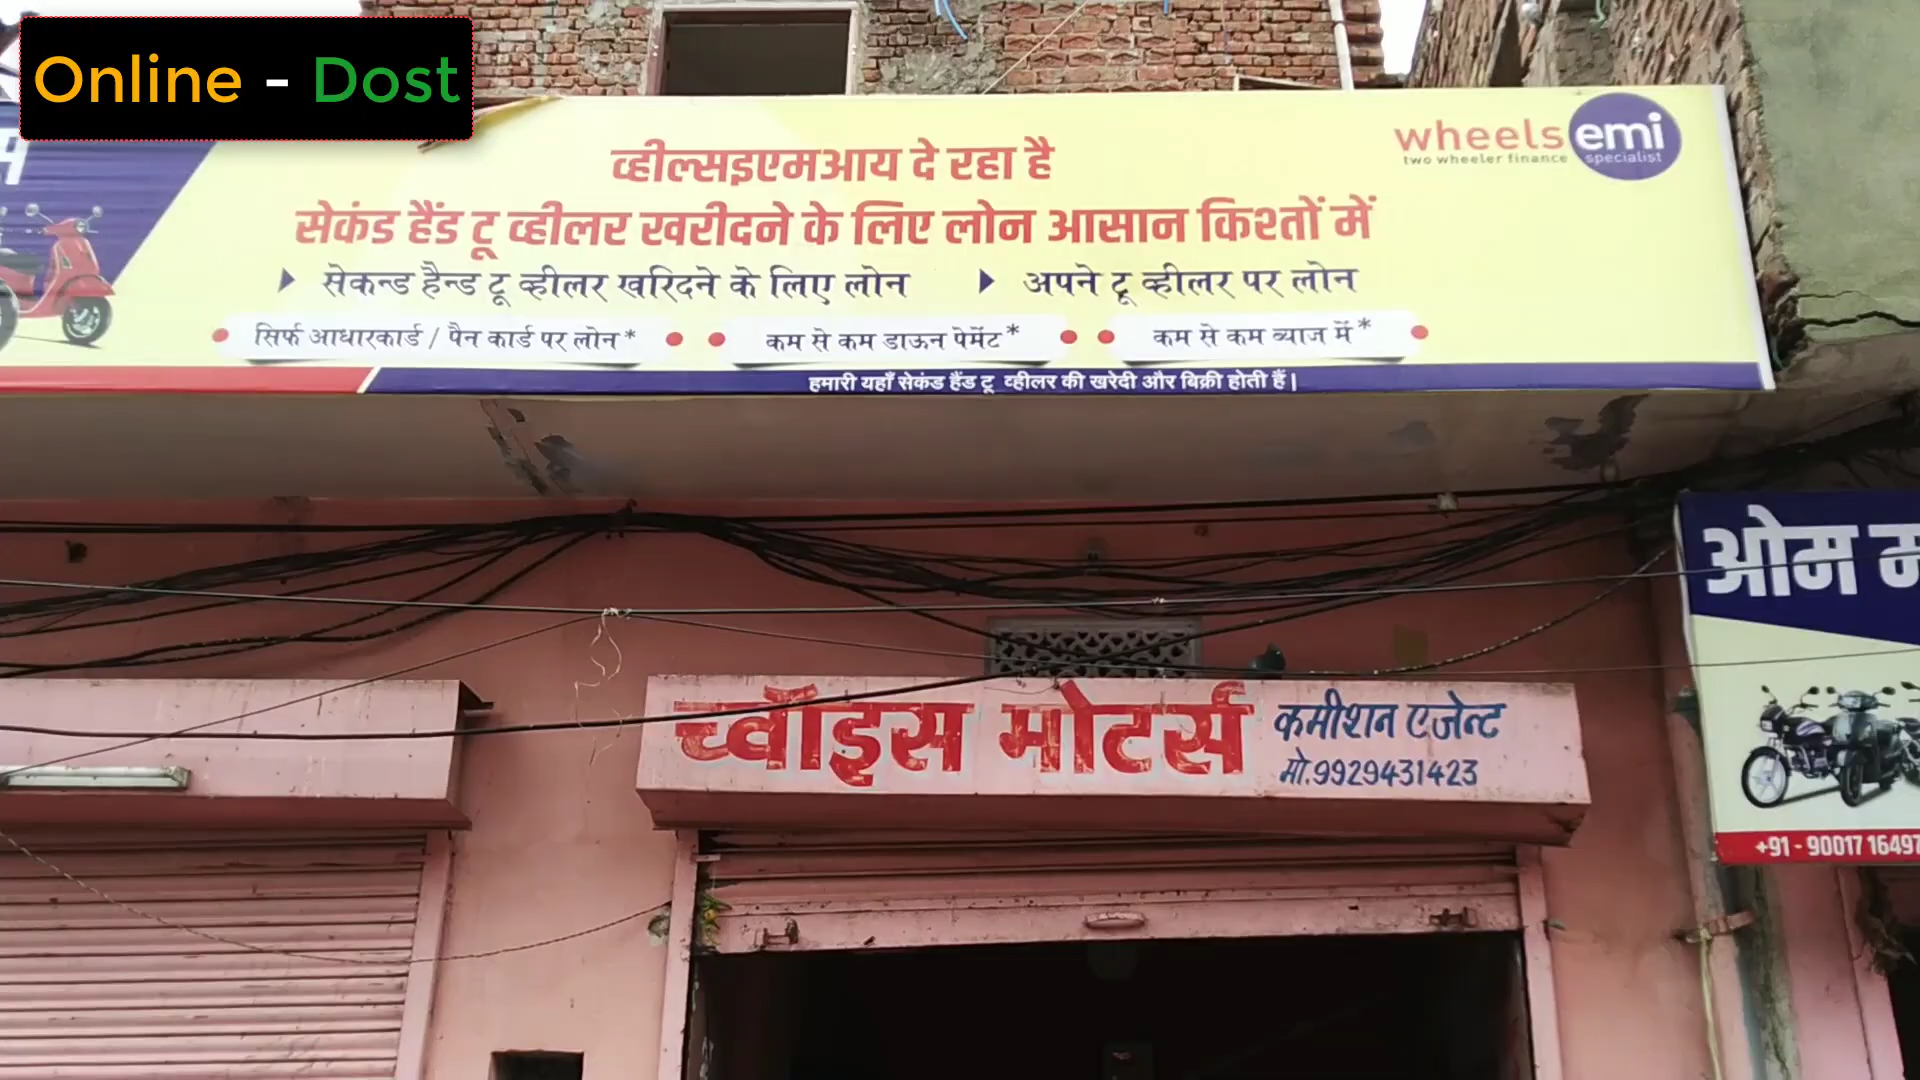 Online - Dost
wheels emi
two wheeler finance specialist
व्हील्सइएमआय दे रहा है
सेकंड हैंड टू व्हीलर खरीदने के लिए लोन आसान किश्तों में
सेकन्ड हैन्ड टू व्हीलर खरिदने के लिए लोन
अपने टू व्हीलर पर लोन
सिर्फ आधारकार्ड / पैन कार्ड पर लोन*
कम से कम डाऊन पेमेंट*
कम से कम ब्याज में*
हमारी यहाँ सेकंड हैंड टू व्हीलर की खरेदी और बिक्री होती हैं |
ओम
च्वॉइस मोटर्स
कमीशन एजेन्ट
मो.9929431423
+91 - 90017 16497